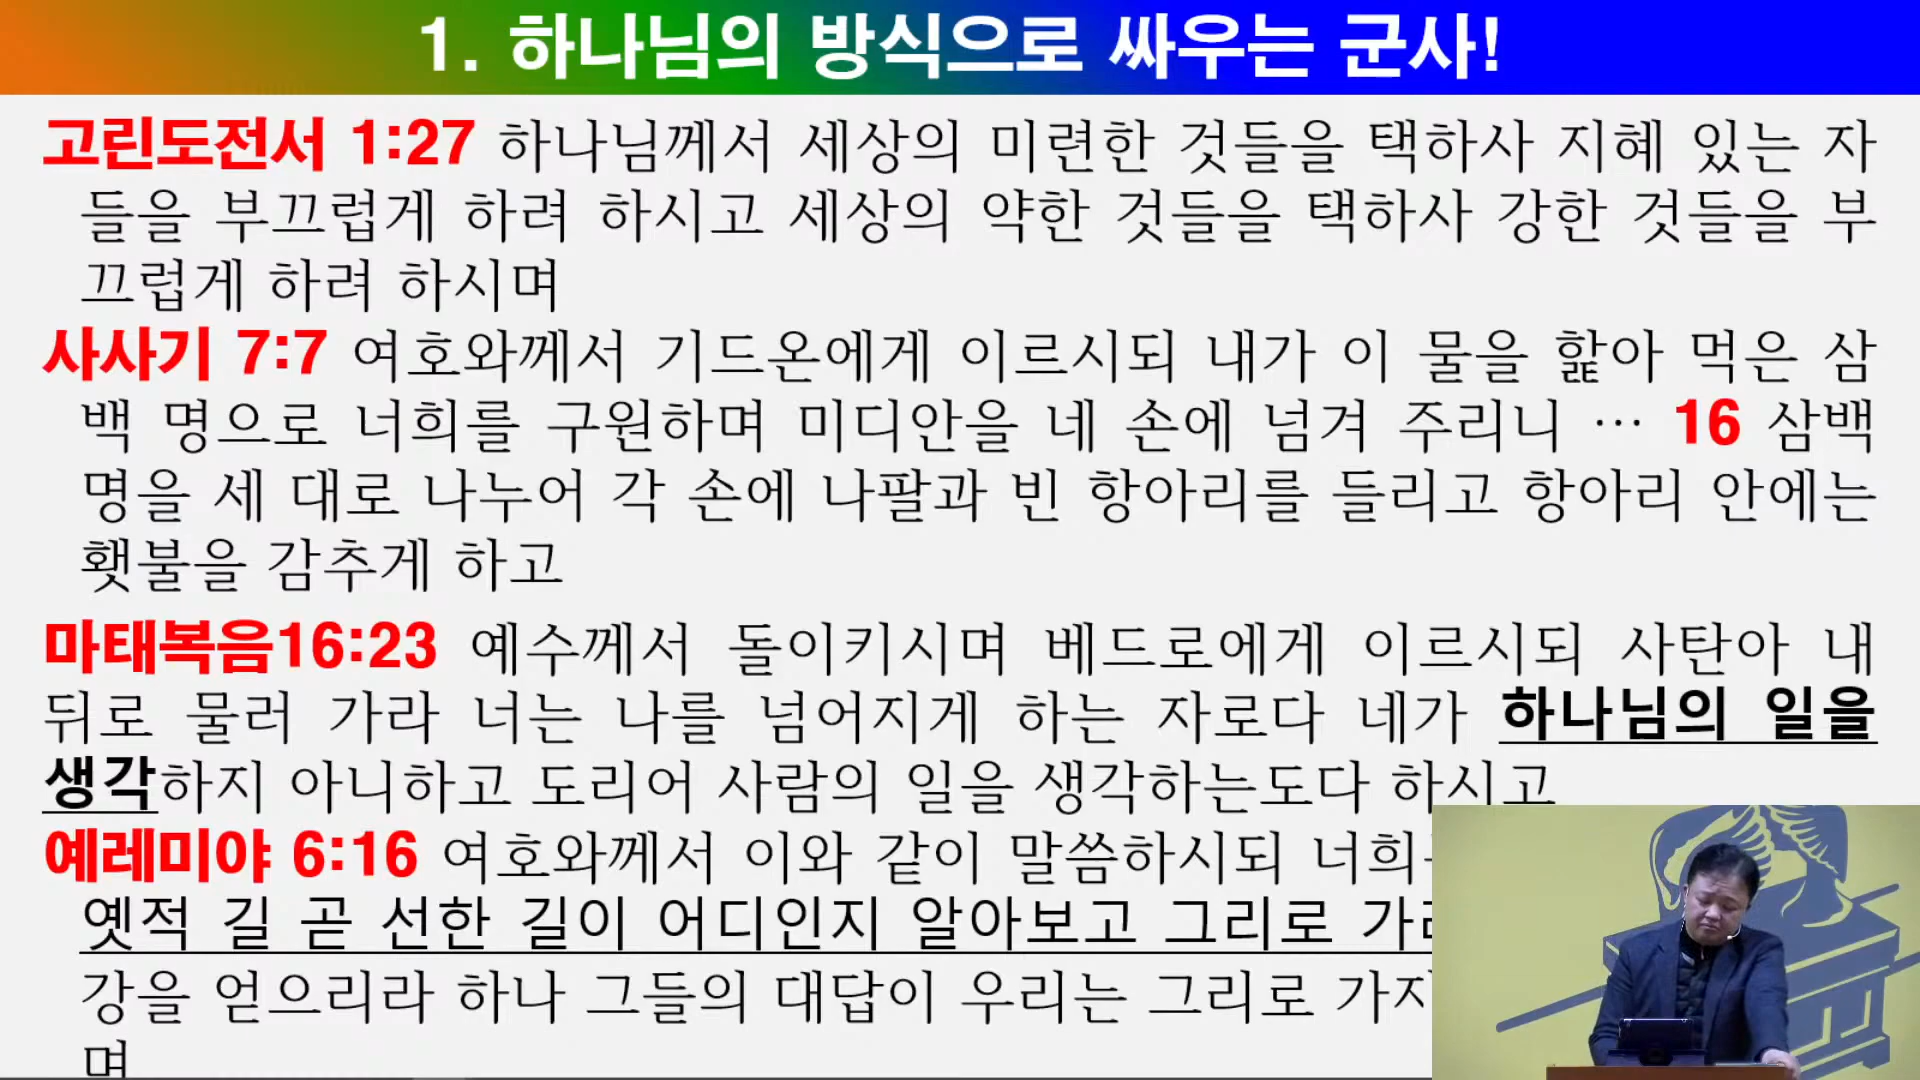 1. 하나님의 방식으로 싸우는 군사!
고린도전서 1:27 하나님께서 세상의 미련한 것들을 택하사 지혜 있는 자
들을 부끄럽게 하려 하시고 세상의 약한 것들을 택하사 강한 것들을 부
끄럽게 하려 하시며
사사기 7:7 여호와께서 기드온에게 이르시되 내가 이 물을 핥아 먹은 삼
백 명으로 너희를 구원하며 미디안을 네 손에 넘겨 주리니 … 16 삼백
명을 세 대로 나누어 각 손에 나팔과 빈 항아리를 들리고 항아리 안에는
횃불을 감추게 하고
마태복음16:23 예수께서 돌이키시며 베드로에게 이르시되 사탄아 내
뒤로 물러 가라 너는 나를 넘어지게 하는 자로다 네가 하나님의 일을
생각하지 아니하고 도리어 사람의 일을 생각하는도다 하시고
예레미야 6:16 여호와께서 이와 같이 말씀하시되 너희
옛적 길 곧 선한 길이 어디인지 알아보고 그리로
강을 얻으리라 하나 그들의 대답이 우리는 그리로
며